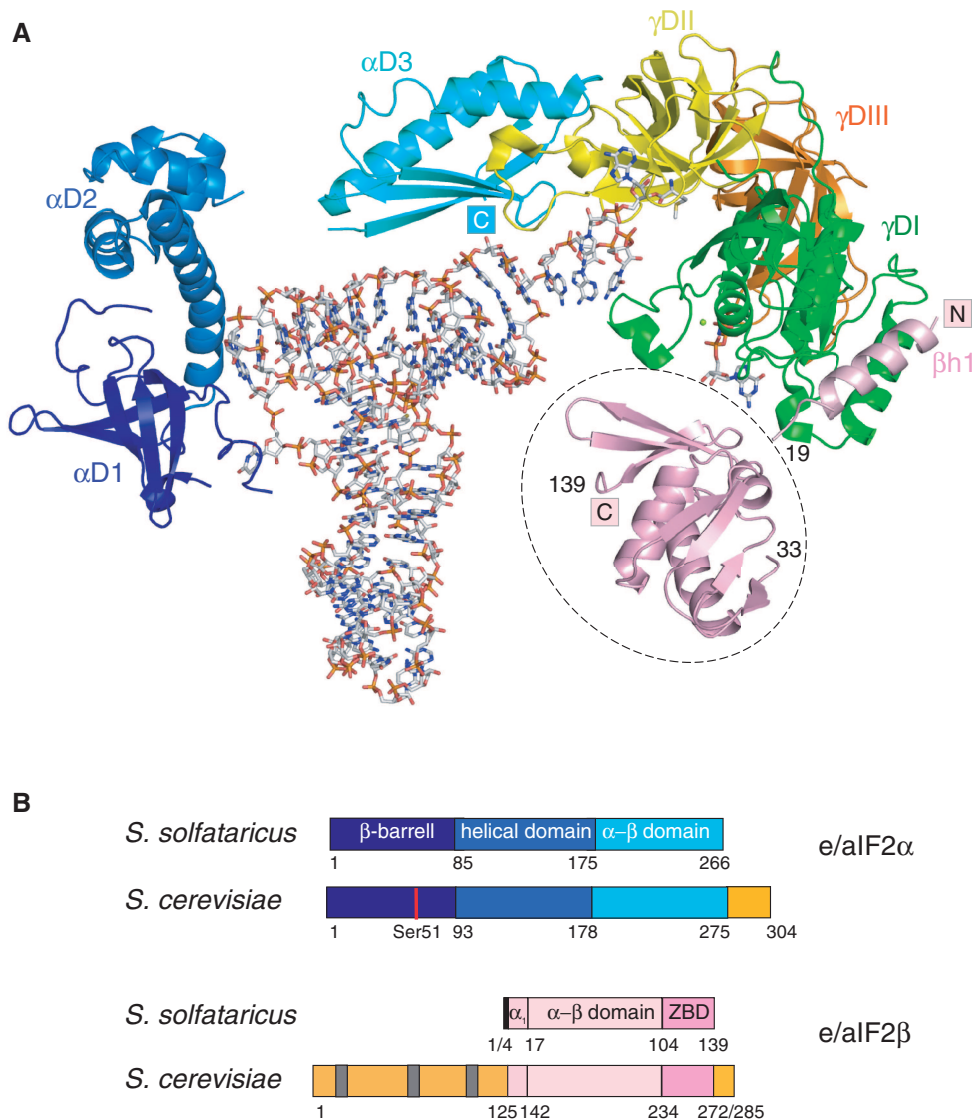 A
γDII
αD3
γDIII
αD2
C
γDI
N
βh1
αD1
19
139
C
33
B
S. solfataricus
β-barrell
helical domain
α–β domain
e/aIF2α
1
85
175
266
S. cerevisiae
1
Ser51
93
178
275
304
S. solfataricus
α1
α–β domain
ZBD
e/aIF2β
1/4
17
104
139
S. cerevisiae
1
125
142
234
272/285